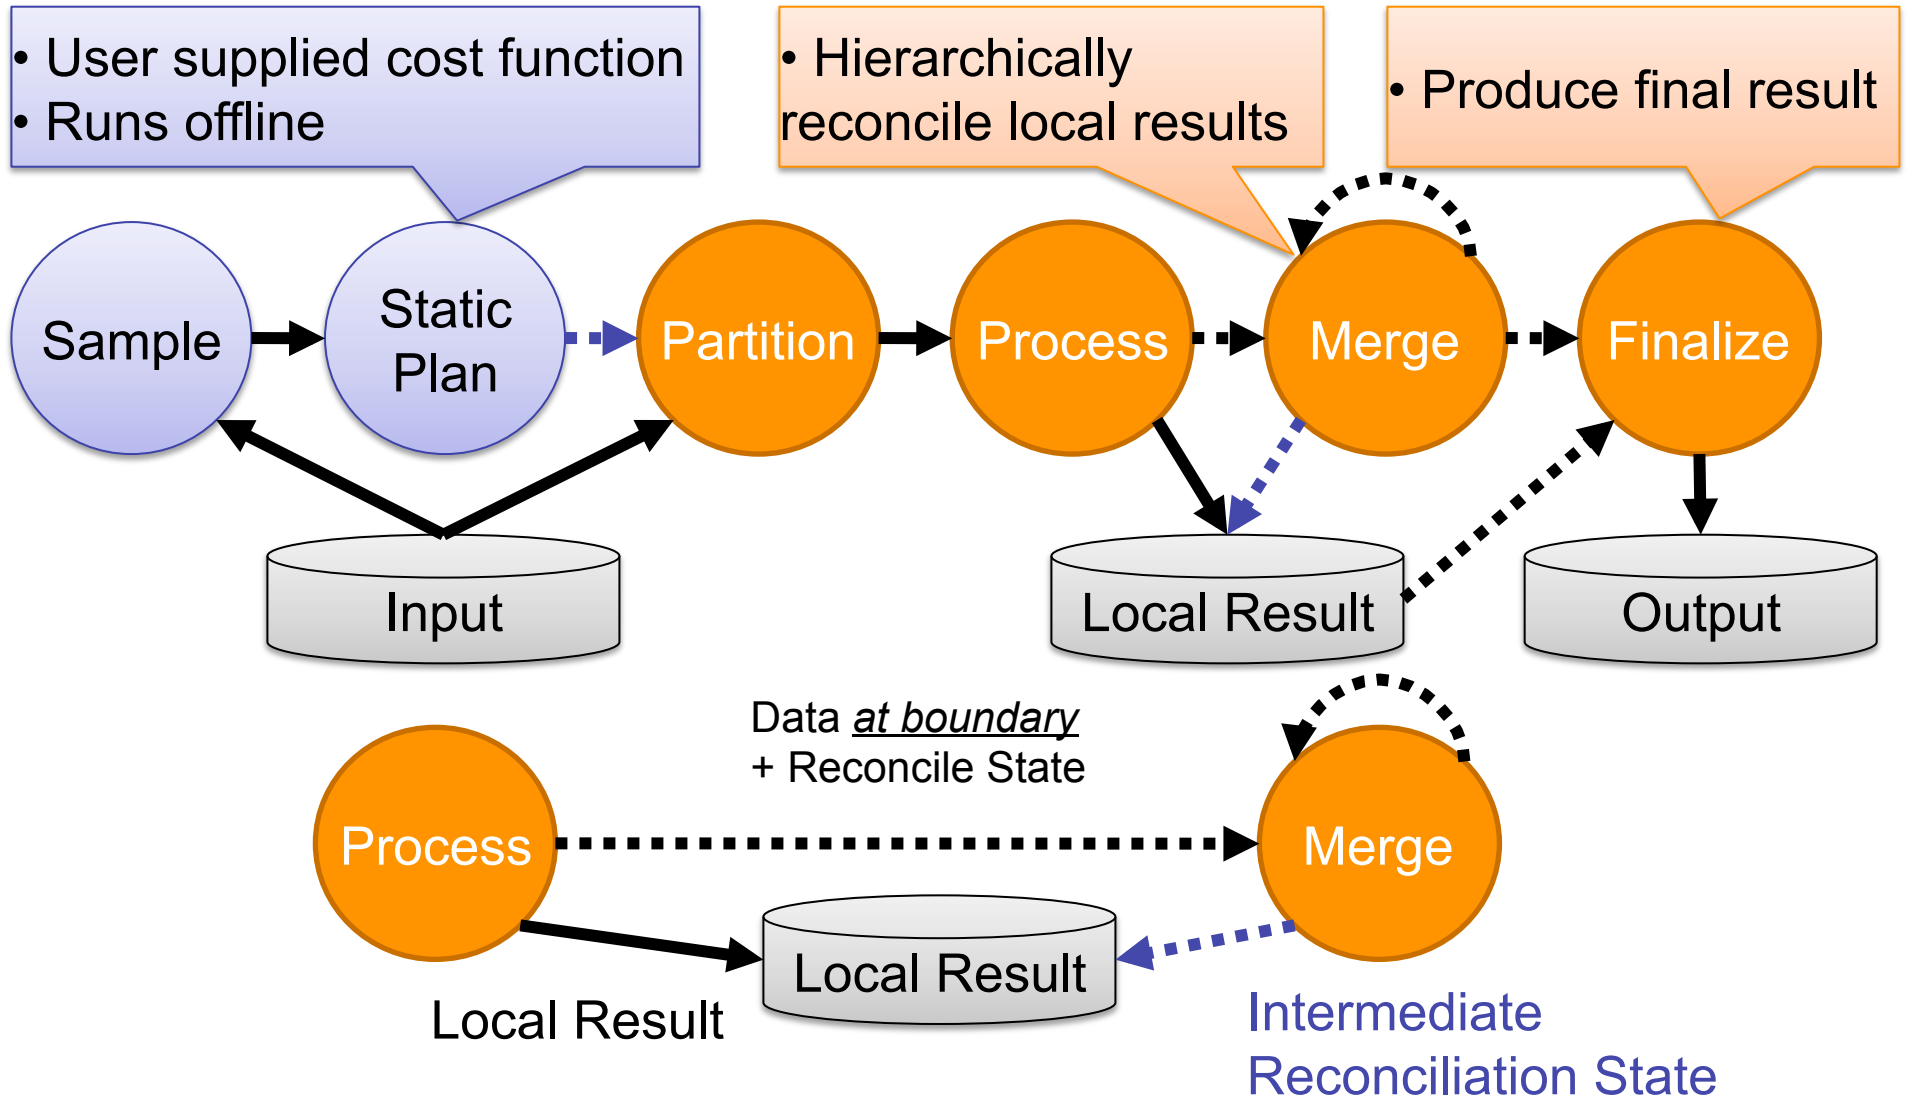 • User supplied cost function
• Runs offline
• Hierarchically
reconcile local results
• Produce final result
Sample
Static
Plan
Partition
Process
Merge
Finalize
Input
Local Result
Output
Data at boundary
+ Reconcile State
Process
Merge
Local Result
Local Result
Intermediate
Reconciliation State